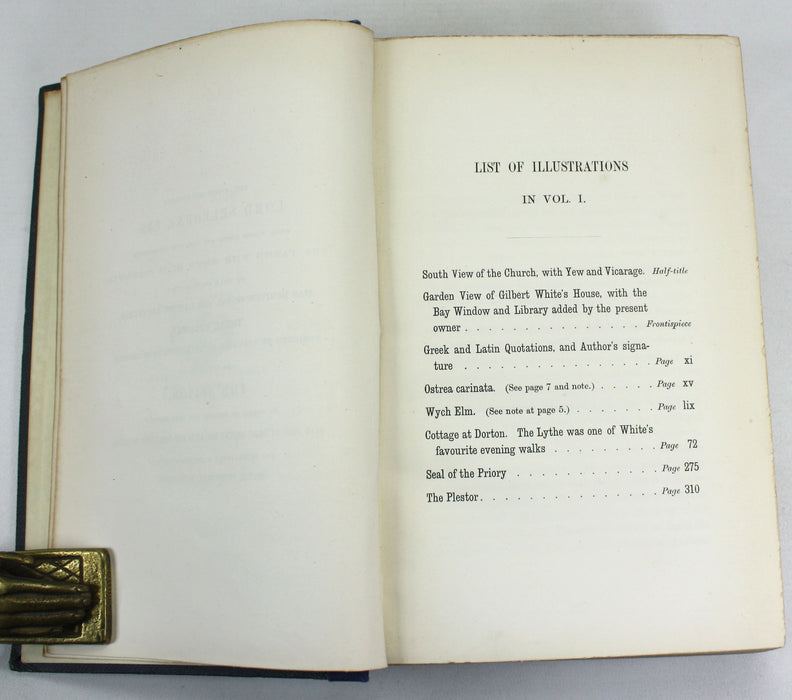 LIST OF ILLUSTRATIONS
IN VOL. I.
South View of the Church, with Yew and Vicarage. Half-title
Garden View of Gilbert White's House, with the
Bay Window and Library added by the present
owner . . . . . . . . . . . . . . . Frontispiece
Greek and Latin Quotations, and Author's signa-
ture . . . . . . . . . . . . . . . Page xi
Ostrea carinata. (See page 7 and note.) . . . . . Page xv
Wych Elm. (See note at page 5.) . . . . . . . Page lix
Cottage at Dorton. The Lythe was one of White's
favourite evening walks . . . . . . . . . Page 72
Seal of the Priory . . . . . . . . . . . . Page 275
The Plestor. . . . . . . . . . . . . . . Page 310